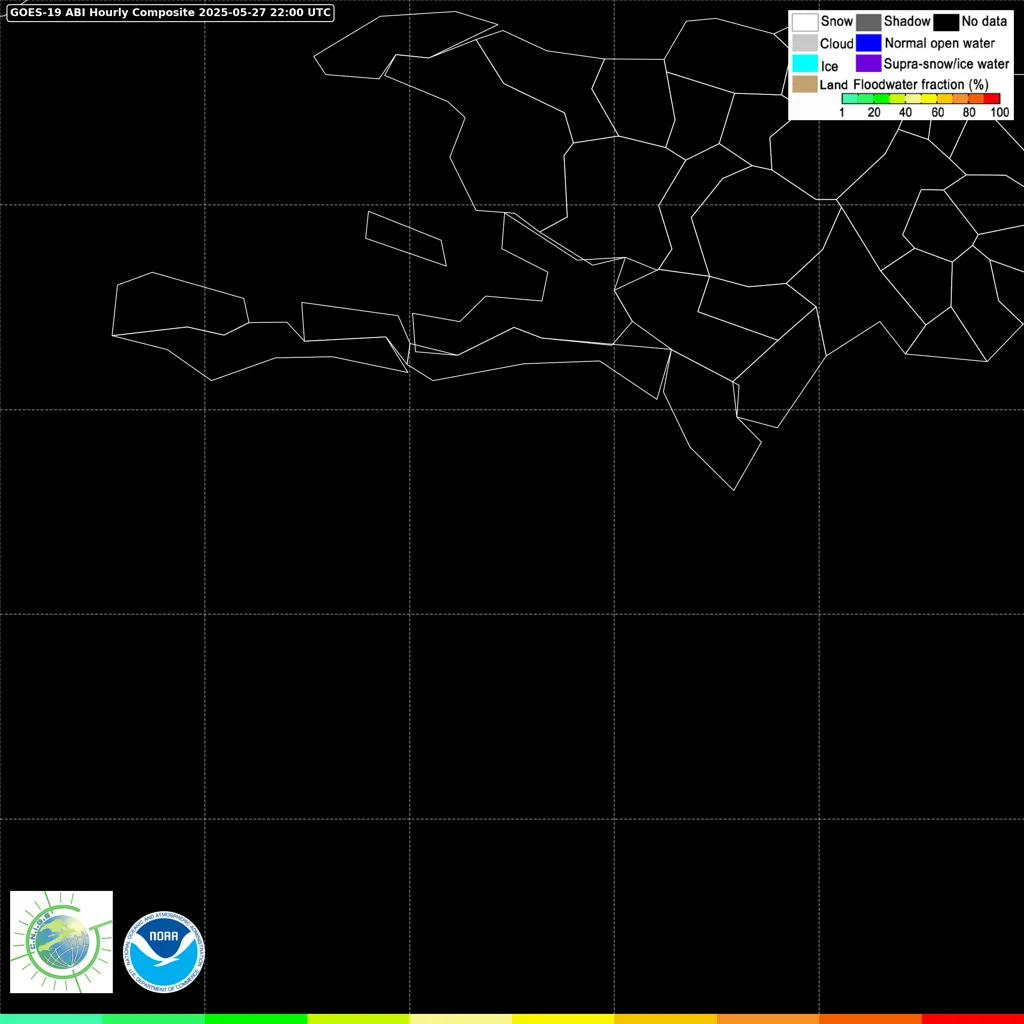 GOES-19 ABI Hourly Composite 2025-05-27 22:00 UTC
Snow Shadow No data
Cloud Normal open water
Ice Supra-snow/ice water
Land Floodwater fraction (%)
1 20 40 60 80 100
C.N.I.G.S
NATIONAL OCEANIC AND ATMOSPHERIC ADMINISTRATION
NOAA
U.S. DEPARTMENT OF COMMERCE